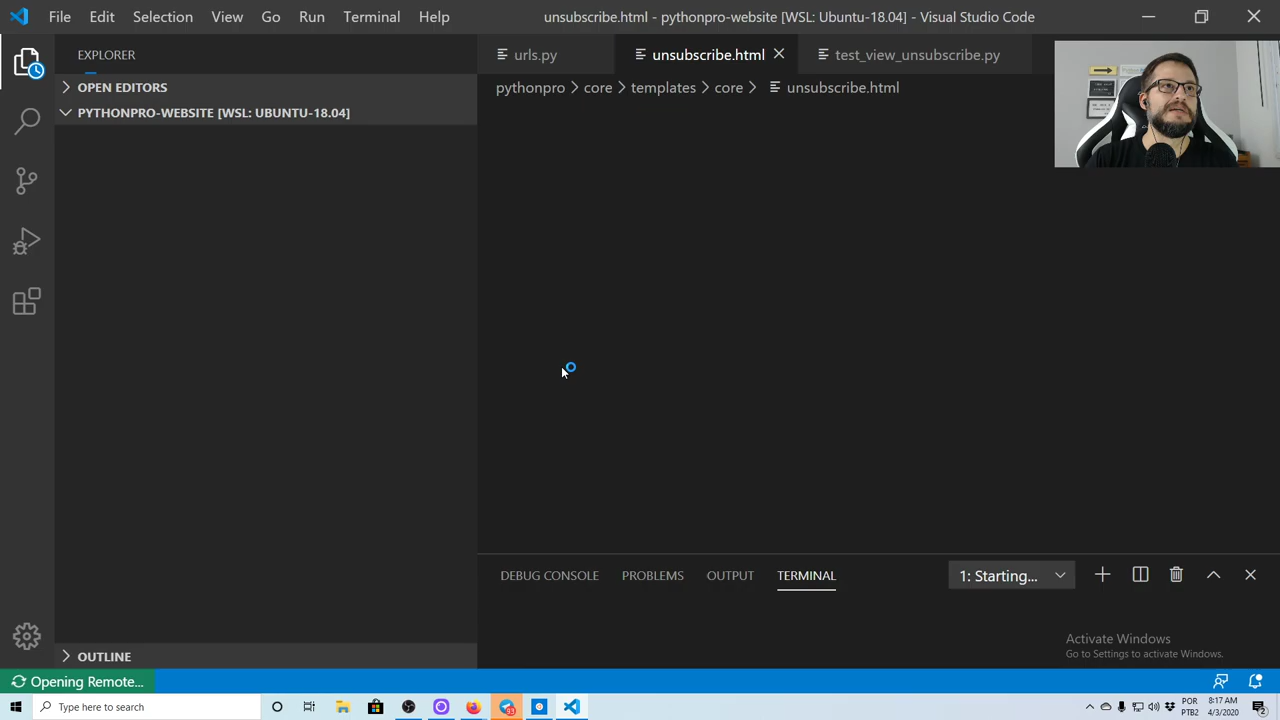 File Edit Selection View Go Run Terminal Help unsubscribe.html - pythonpro-website [WSL: Ubuntu-18.04] - Visual Studio Code
EXPLORER
urls.py unsubscribe.html test_view_unsubscribe.py
OPEN EDITORS
pythonpro core templates core unsubscribe.html
PYTHONPRO-WEBSITE [WSL: UBUNTU-18.04]
DEBUG CONSOLE PROBLEMS OUTPUT TERMINAL 1: Starting...
Activate Windows
Go to Settings to activate Windows.
OUTLINE
Opening Remote...
Type here to search
93
POR
PTB2
8:17 AM
4/3/2020
2